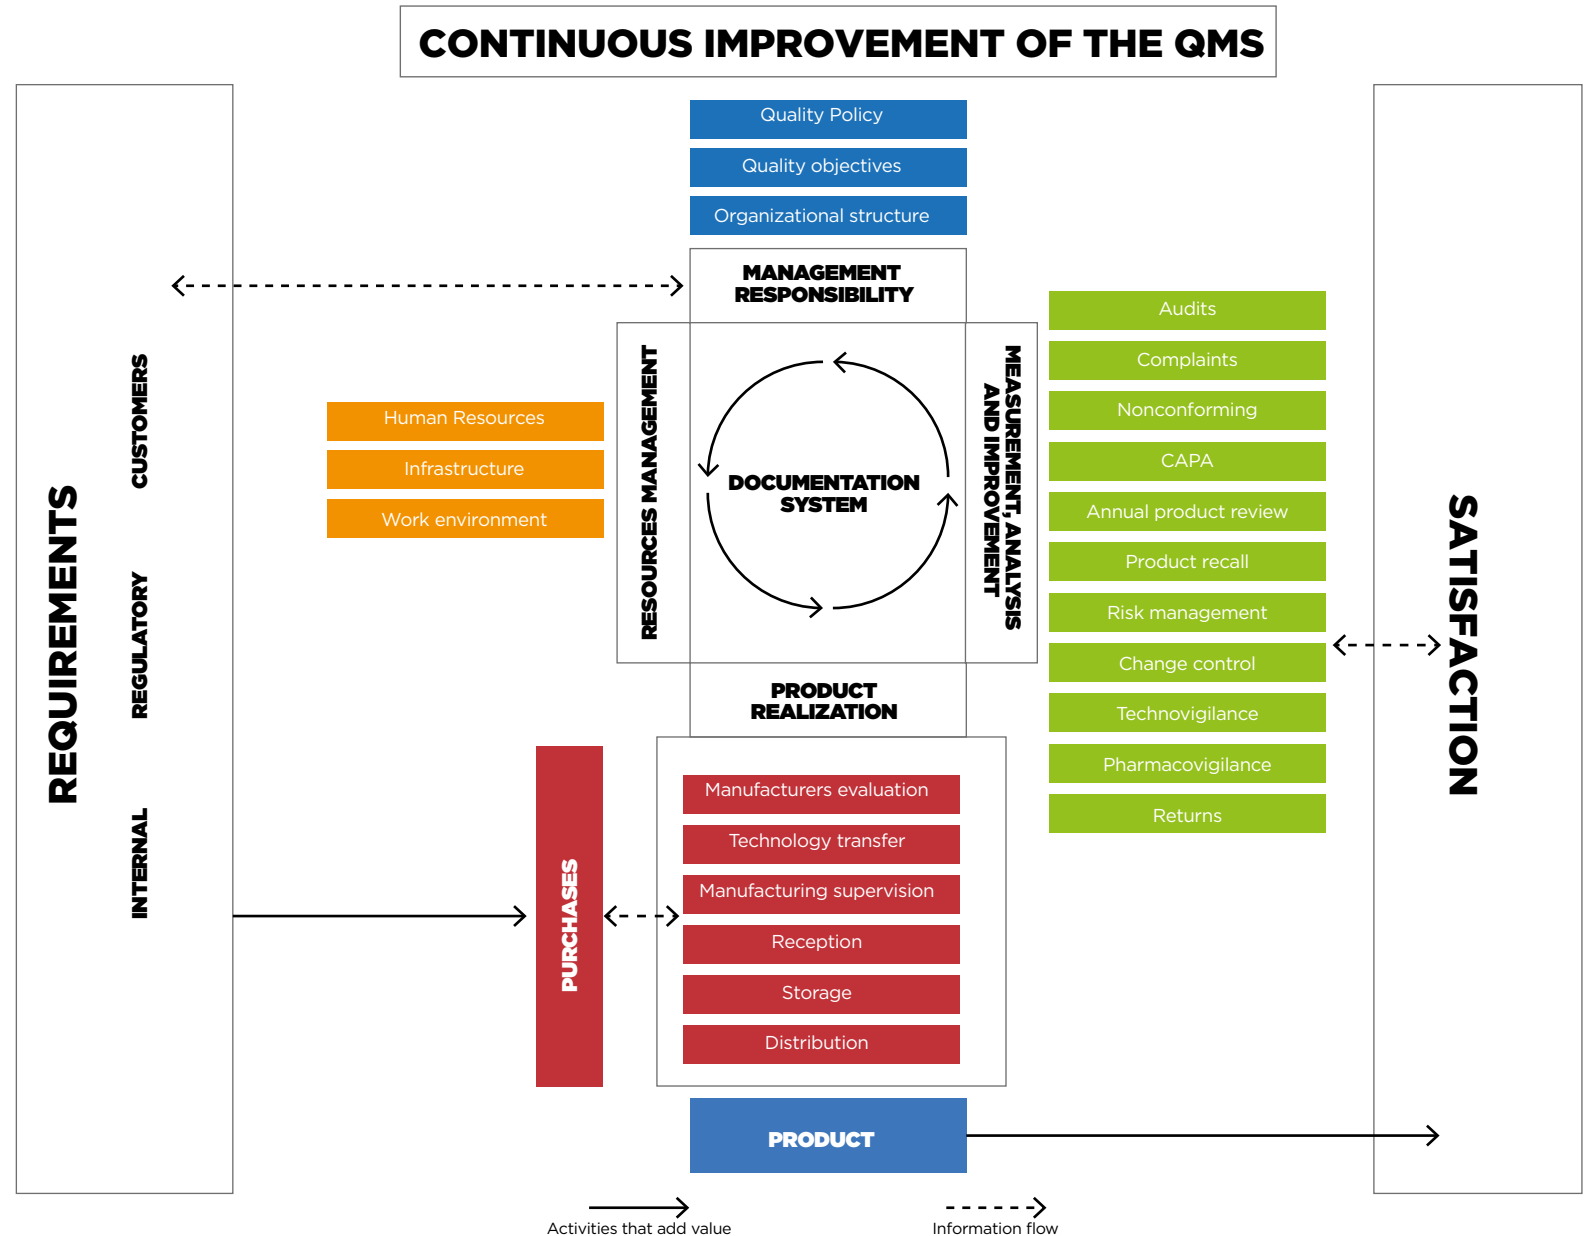 CONTINUOUS IMPROVEMENT OF THE QMS
REQUIREMENTS
CUSTOMERS
REGULATORY
INTERNAL
Quality Policy
Quality objectives
Organizational structure
MANAGEMENT
RESPONSIBILITY
Human Resources
Infrastructure
Work environment
RESOURCES MANAGEMENT
DOCUMENTATION
SYSTEM
MEASUREMENT, ANALYSIS
AND IMPROVEMENT
Audits
Complaints
Nonconforming
CAPA
Annual product review
Product recall
Risk management
Change control
Technovigilance
Pharmacovigilance
Returns
SATISFACTION
PRODUCT
REALIZATION
PURCHASES
Manufacturers evaluation
Technology transfer
Manufacturing supervision
Reception
Storage
Distribution
PRODUCT
Activities that add value
Information flow